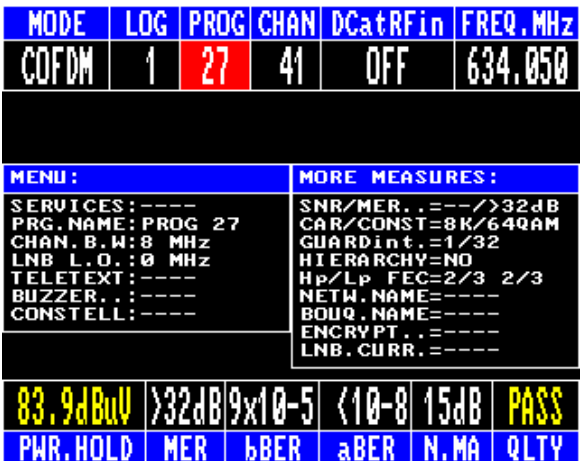 MODE LOG PROG CHAN DCatRFin FREQ.MHz
COFDM 1 27 41 OFF 634.050
MENU:
SERVICES:----
PRG.NAME:PROG 27
CHAN.B.W:8 MHz
LNB L.O.:0 MHz
TELETEXT:----
BUZZER..:----
CONSTELL:----
MORE MEASURES:
SNR/MER..=--/>32dB
CAR/CONST=8K/64QAM
GUARDint.=1/32
HIERARCHY=NO
Hp/Lp FEC=2/3 2/3
NETW.NAME=----
BOUQ.NAME=----
ENCRYPT..=----
LNB.CURR.=----
83.9dBuV >32dB 9x10-5 <10-8 15dB PASS
PWR.HOLD MER bBER aBER N.MA QLTY